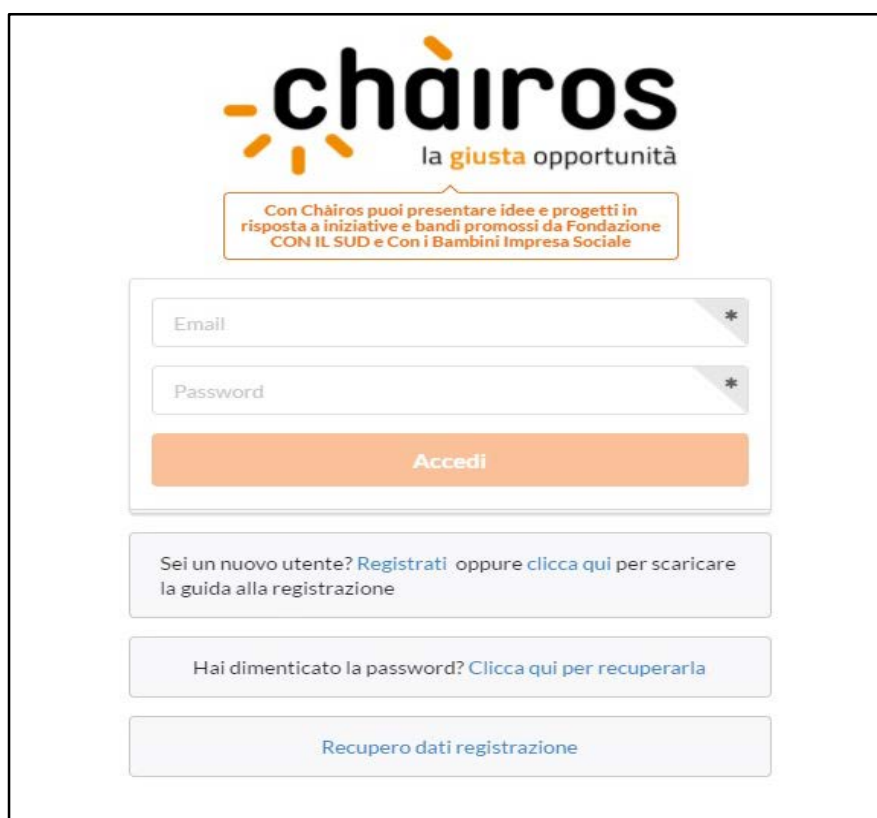 chàiros
la giusta opportunità
Con Chàiros puoi presentare idee e progetti in
risposta a iniziative e bandi promossi da Fondazione
CON IL SUD e Con i Bambini Impresa Sociale
Email *
Password *
Accedi
Sei un nuovo utente? Registrati oppure clicca qui per scaricare
la guida alla registrazione
Hai dimenticato la password? Clicca qui per recuperarla
Recupero dati registrazione